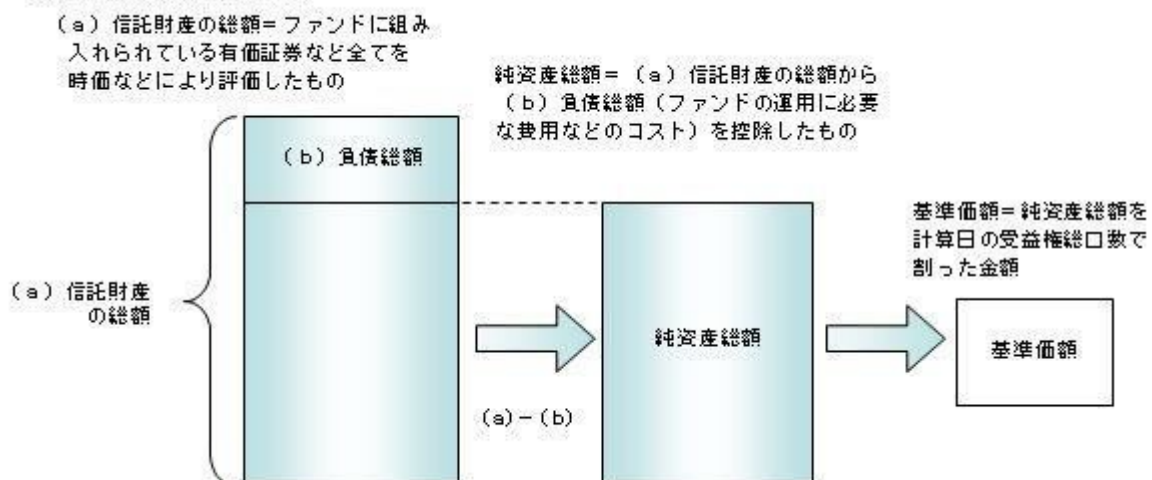 (a)信託財産の総額=ファンドに組み
入れられている有価証券など全てを
時価などにより評価したもの
純資産総額=(a)信託財産の総額から
(b)負債総額(ファンドの運用に必要
な費用などのコスト)を控除したもの
(b)負債総額
基準価額=純資産総額を
計算日の受益権総口数で
割った金額
(a)信託財産
の総額
純資産総額
基準価額
(a)-(b)